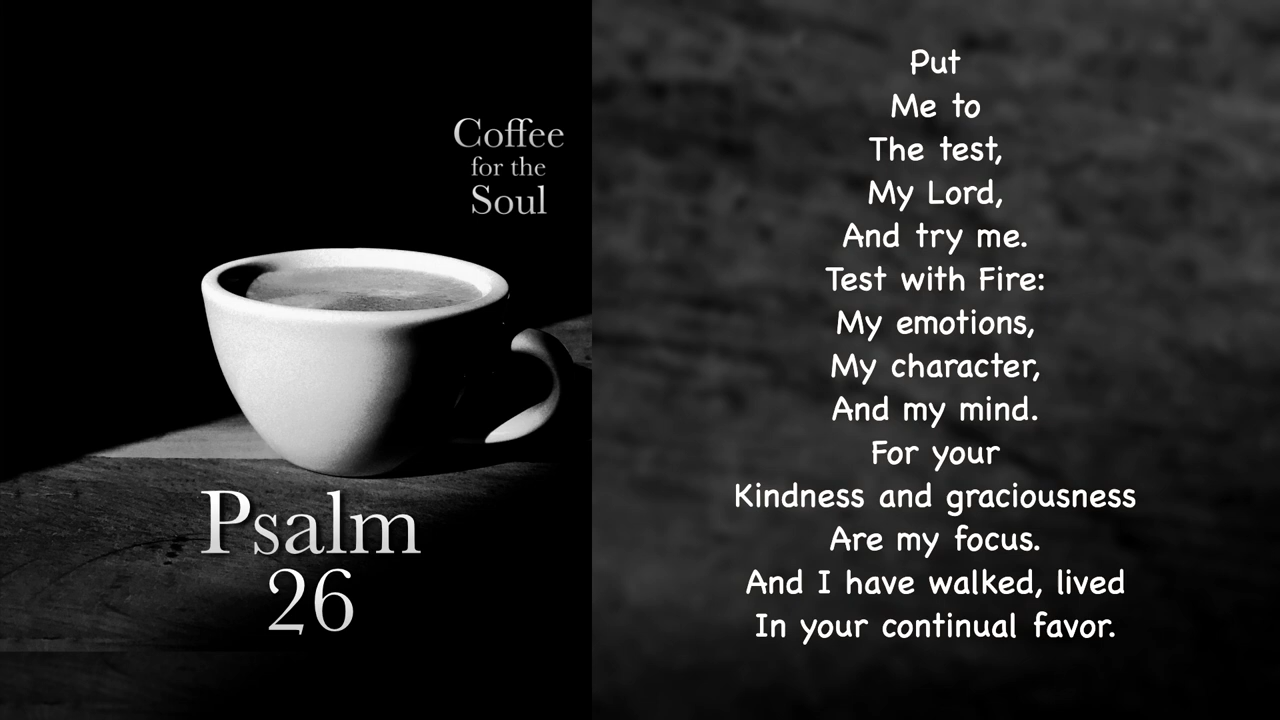 Coffee
for the
Soul
Psalm
26
Put
Me to
The test,
My Lord,
And try me.
Test with Fire:
My emotions,
My character,
And my mind.
For your
Kindness and graciousness
Are my focus.
And I have walked, lived
In your continual favor.